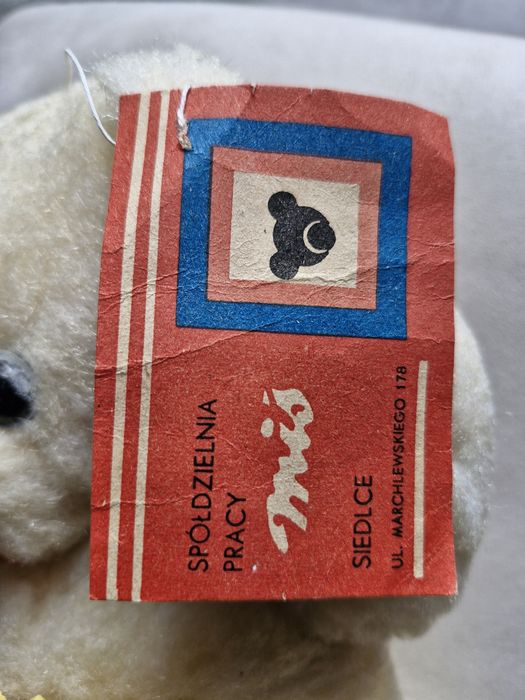 SPÓŁDZIELNIA
PRACY
miś
SIEDLCE
UL. MARCHLEWSKIEGO 178